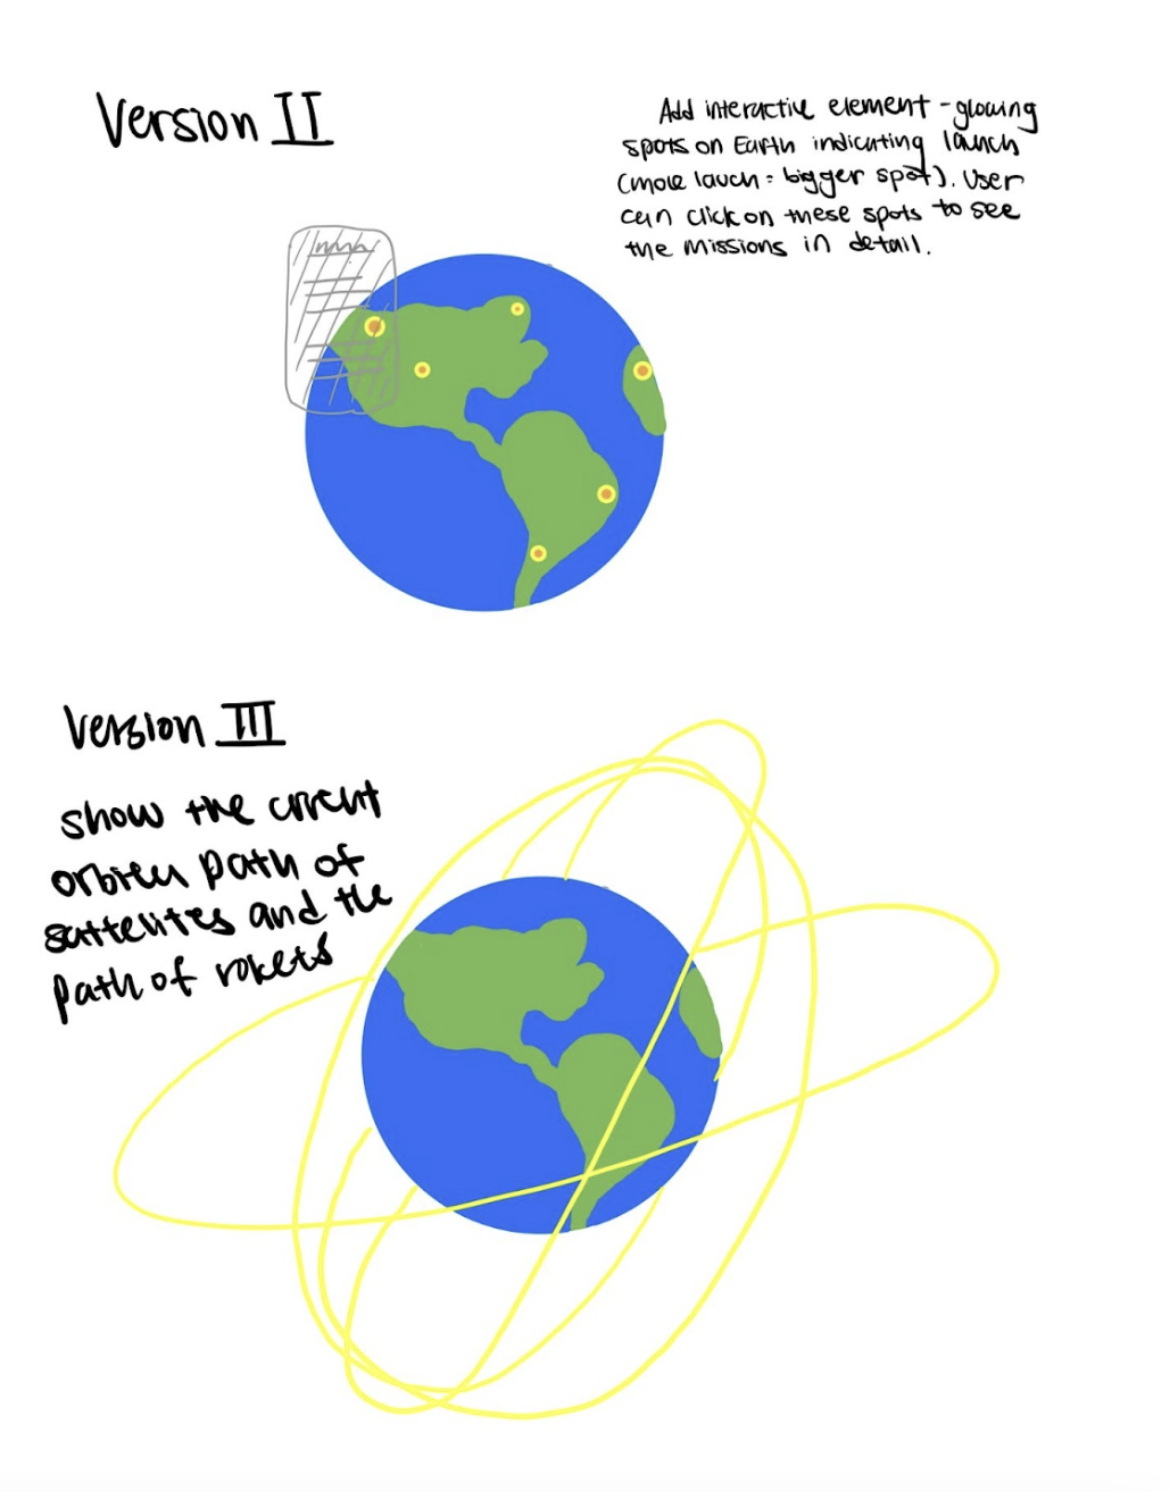 Version II
Add interactive element - glowing
spots on Earth indicating launch
(more lauch = bigger spot). User
can click on these spots to see
the missions in detail.
Version III
show the current
orbien path of
sattelites and the
path of rokets